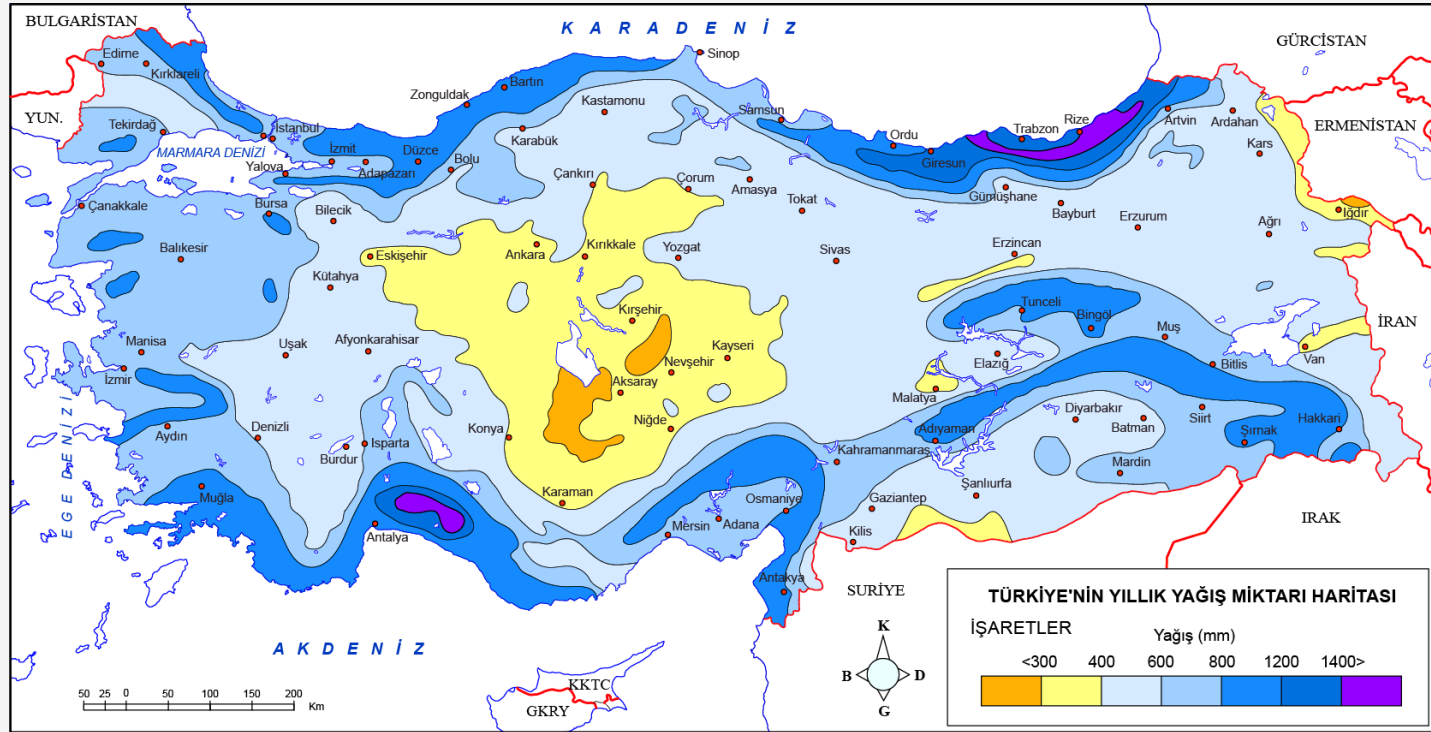 BULGARİSTAN
K A R A D E N İ Z
GÜRCİSTAN
Edirne
Kırklareli
Sinop
Bartın
Zonguldak
Kastamonu
Samsun
YUN.
Tekirdağ
İstanbul
MARMARA DENİZİ
İzmit
Düzce
Karabük
Ordu
Giresun
Trabzon
Rize
Artvin
Ardahan
ERMENİSTAN
Kars
Yalova
Adapazarı
Bolu
Çankırı
Çorum
Amasya
Tokat
Gümüşhane
Bayburt
Erzurum
Ağrı
Iğdır
Çanakkale
Bursa
Bilecik
Balıkesir
Eskişehir
Ankara
Kırıkkale
Yozgat
Sivas
Erzincan
Kütahya
Kırşehir
Tunceli
Bingöl
Muş
İRAN
Manisa
Uşak
Afyonkarahisar
Nevşehir
Kayseri
Elazığ
Bitlis
Van
İzmir
Aksaray
Malatya
EGE DENİZİ
Aydın
Denizli
Burdur
Isparta
Konya
Niğde
Kahramanmaraş
Adıyaman
Diyarbakır
Batman
Siirt
Şırnak
Hakkari
Mardin
Muğla
Antalya
Karaman
Mersin
Adana
Osmaniye
Gaziantep
Şanlıurfa
Kilis
IRAK
Antakya
SURİYE
A K D E N İ Z
KKTC
GKRY
50 25 0 50 100 150 200
Km
K
B D
G
TÜRKİYE'NİN YILLIK YAĞIŞ MİKTARI HARİTASI
İŞARETLER
Yağış (mm)
<300 400 600 800 1200 1400>